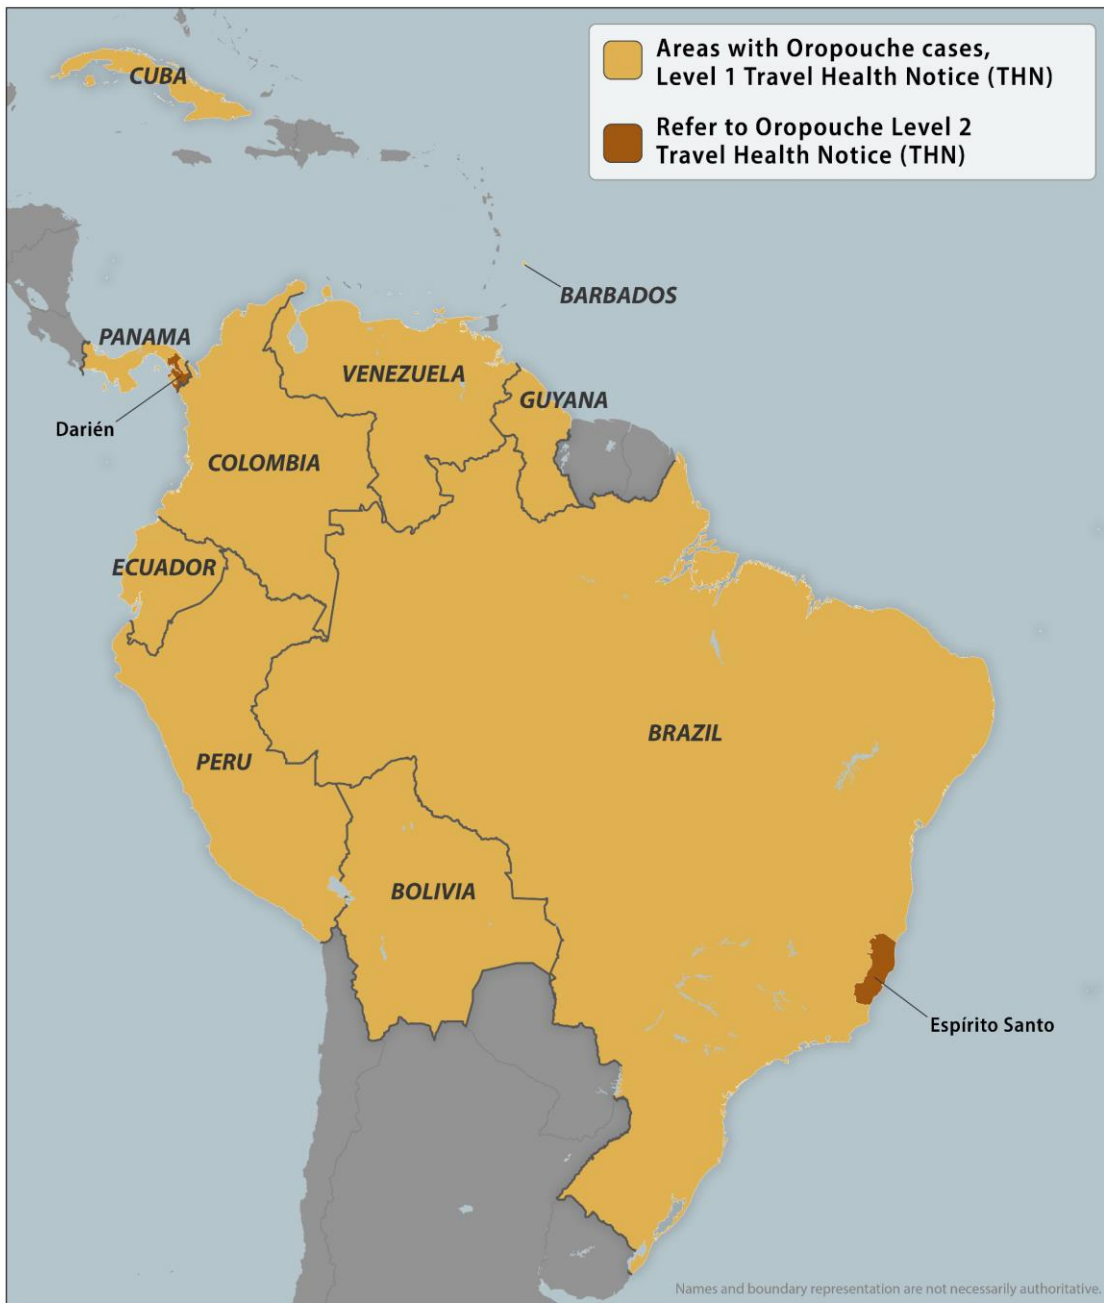 Areas with Oropouche cases,
Level 1 Travel Health Notice (THN)
Refer to Oropouche Level 2
Travel Health Notice (THN)
CUBA
BARBADOS
PANAMA
VENEZUELA
GUYANA
Darién
COLOMBIA
ECUADOR
BRAZIL
PERU
BOLIVIA
Espírito Santo
Names and boundary representation are not necessarily authoritative.